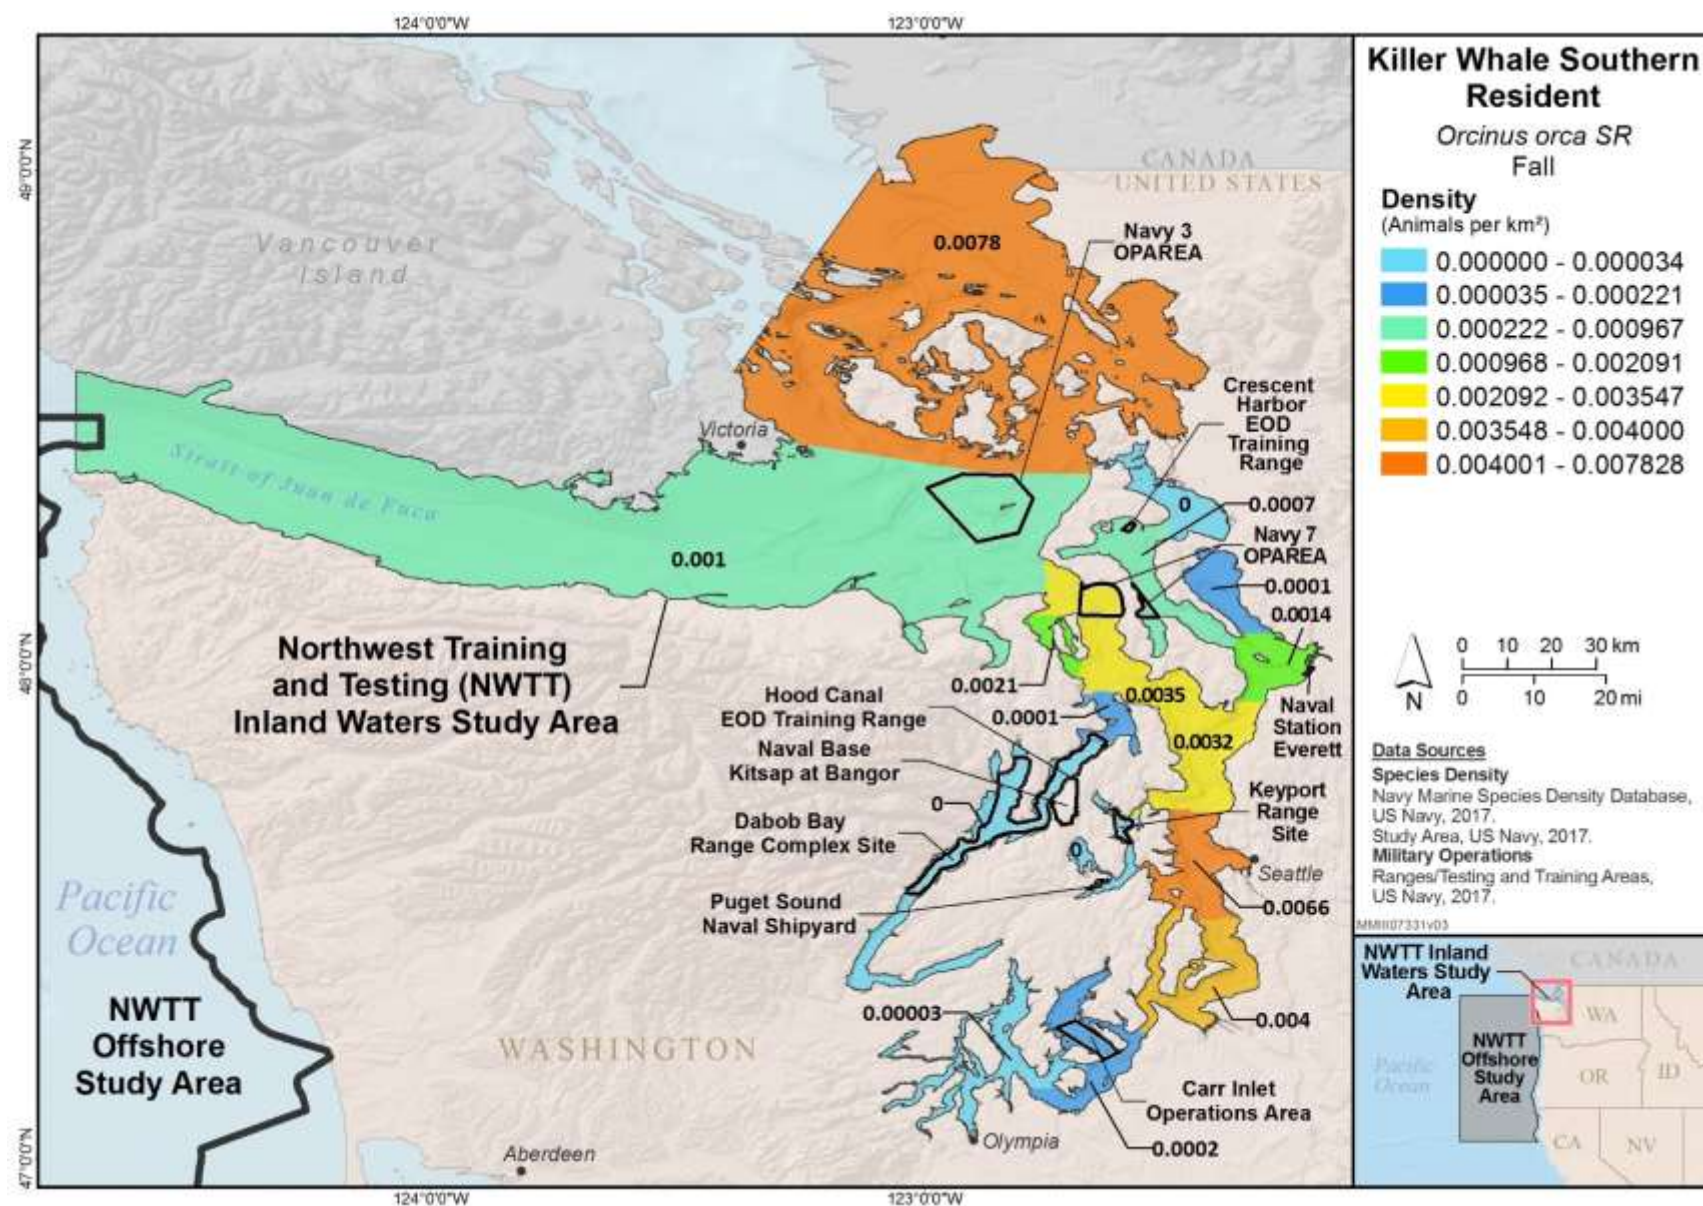 124°0'0"W
123°0'0"W
49°0'0"N
48°0'0"N
47°0'0"N
CANADA
UNITED STATES
Vancouver
Island
0.0078
Navy 3
OPAREA
Crescent
Harbor
EOD
Training
Range
Victoria
Strait of Juan de Fuca
0
0.0007
Navy 7
OPAREA
0.001
0.0001
0.0014
Northwest Training
and Testing (NWTT)
Inland Waters Study Area
0.0021
0.0035
Hood Canal
EOD Training Range
0.0001
0.0032
Naval
Station
Everett
Naval Base
Kitsap at Bangor
0
Keyport
Range
Site
Dabob Bay
Range Complex Site
0
Seattle
Puget Sound
Naval Shipyard
0.0066
Pacific
Ocean
NWTT
Offshore
Study Area
0.00003
0.004
WASHINGTON
Carr Inlet
Operations Area
Olympia
0.0002
Aberdeen
124°0'0"W
123°0'0"W
Killer Whale Southern
Resident
Orcinus orca SR
Fall
Density
(Animals per km²)
0.000000 - 0.000034
0.000035 - 0.000221
0.000222 - 0.000967
0.000968 - 0.002091
0.002092 - 0.003547
0.003548 - 0.004000
0.004001 - 0.007828
N
0 10 20 30 km
0 10 20 mi
Data Sources
Species Density
Navy Marine Species Density Database,
US Navy, 2017.
Study Area, US Navy, 2017.
Military Operations
Ranges/Testing and Training Areas,
US Navy, 2017.
NWTT Inland
Waters Study
Area
CANADA
WA
NWTT
Offshore
Study
Area
Pacific
Ocean
OR
ID
CA
NV